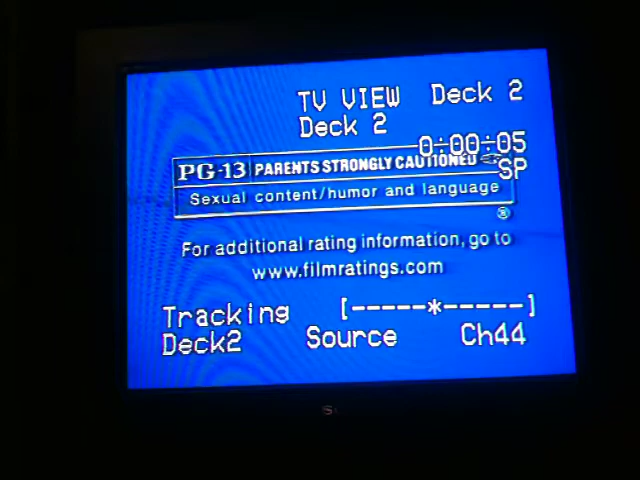 TV VIEW Deck 2
Deck 2
0:00:05
PG-13 PARENTS STRONGLY CAUTIONED
SP
Sexual content/humor and language
®
For additional rating information, go to
www.filmratings.com
Tracking [-----*-----]
Deck2 Source Ch44